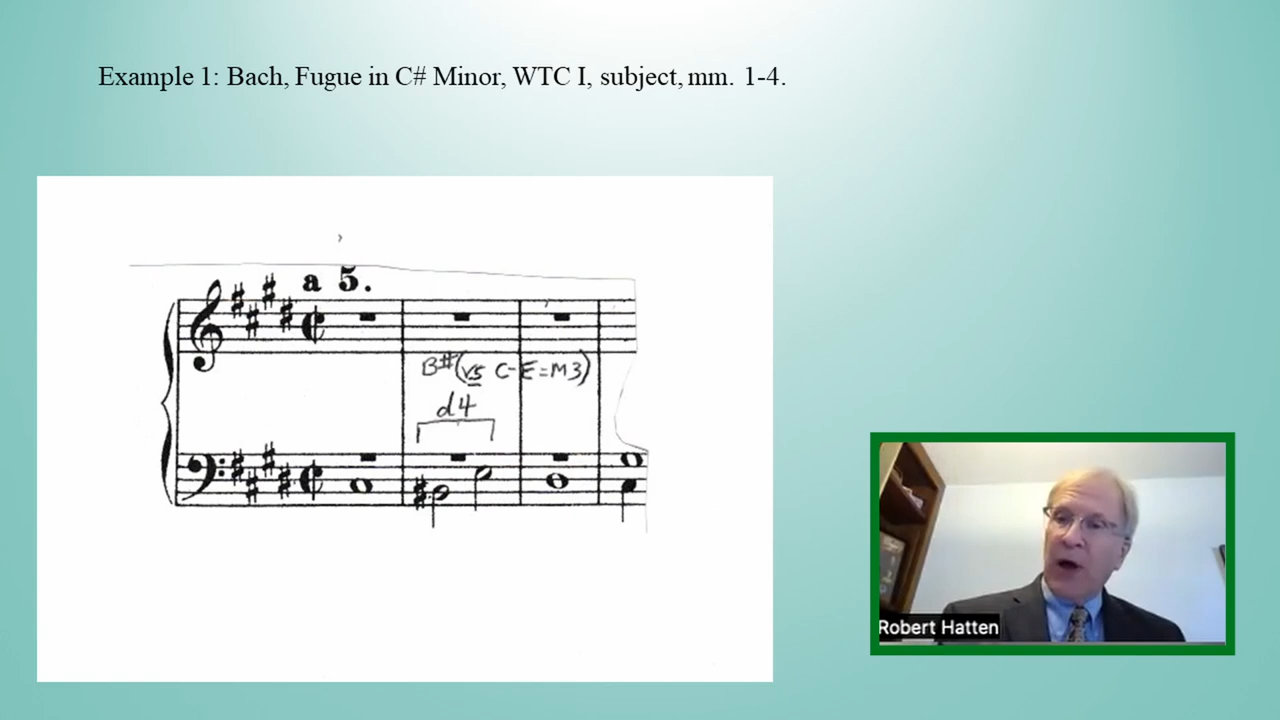 Example 1: Bach, Fugue in C# Minor, WTC I, subject, mm. 1-4.
a 5.
B#(vs C-E=M3)
d4
Robert Hatten